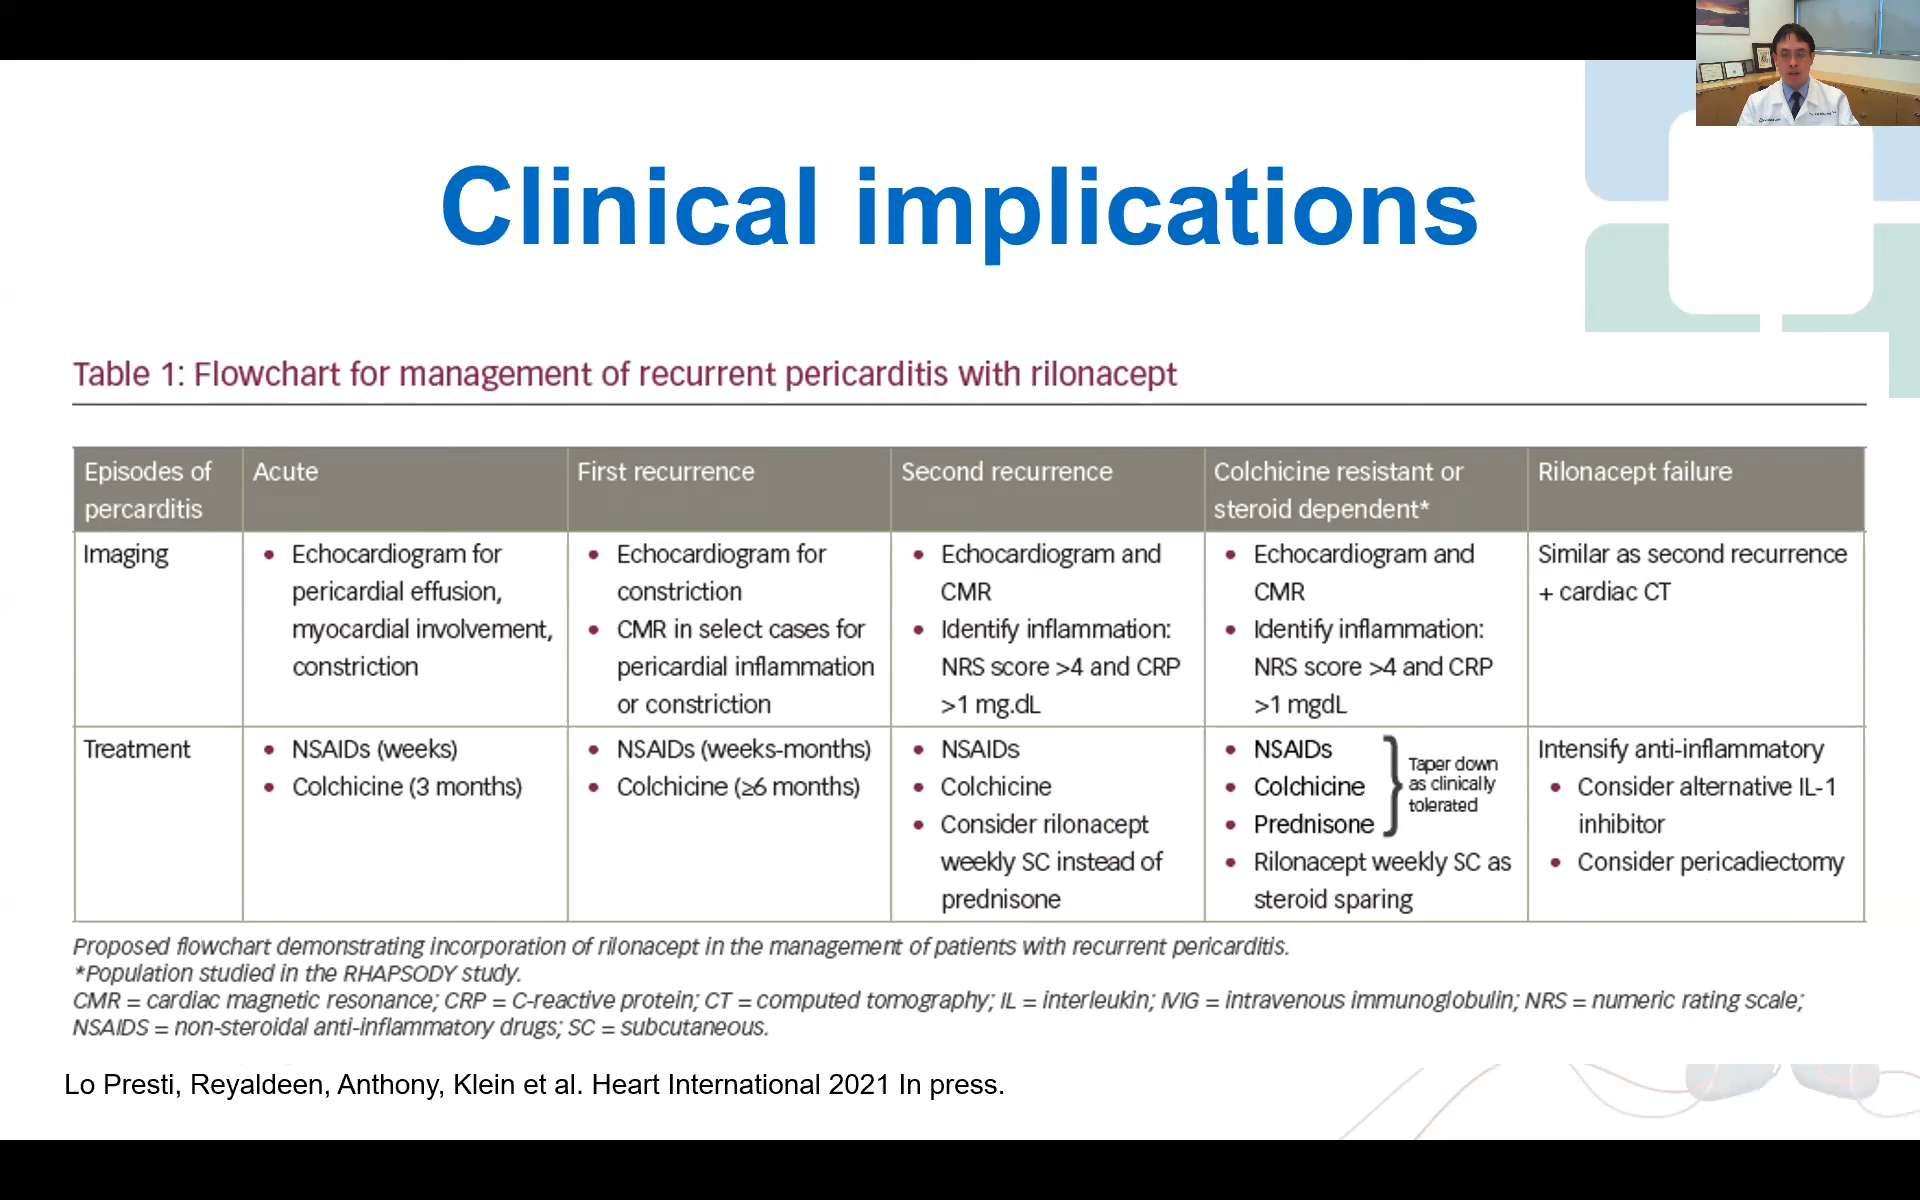 Clinical implications
Table 1: Flowchart for management of recurrent pericarditis with rilonacept
Episodes of
percarditis
Acute
First recurrence
Second recurrence
Colchicine resistant or
steroid dependent*
Rilonacept failure
Imaging
• Echocardiogram for
pericardial effusion,
myocardial involvement,
constriction
• Echocardiogram for
constriction
• CMR in select cases for
pericardial inflammation
or constriction
• Echocardiogram and
CMR
• Identify inflammation:
NRS score >4 and CRP
>1 mg.dL
• Echocardiogram and
CMR
• Identify inflammation:
NRS score >4 and CRP
>1 mgdL
Similar as second recurrence
+ cardiac CT
Treatment
• NSAIDs (weeks)
• Colchicine (3 months)
• NSAIDs (weeks-months)
• Colchicine (≥6 months)
• NSAIDs
• Colchicine
• Consider rilonacept
weekly SC instead of
prednisone
• NSAIDs
• Colchicine
• Prednisone
Taper down
as clinically
tolerated
• Rilonacept weekly SC as
steroid sparing
Intensify anti-inflammatory
• Consider alternative IL-1
inhibitor
• Consider pericadiectomy
Proposed flowchart demonstrating incorporation of rilonacept in the management of patients with recurrent pericarditis.
*Population studied in the RHAPSODY study.
CMR = cardiac magnetic resonance; CRP = C-reactive protein; CT = computed tomography; IL = interleukin; IVIG = intravenous immunoglobulin; NRS = numeric rating scale;
NSAIDS = non-steroidal anti-inflammatory drugs; SC = subcutaneous.
Lo Presti, Reyaldeen, Anthony, Klein et al. Heart International 2021 In press.